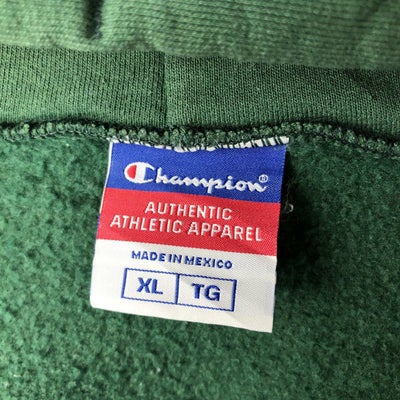 Champion®
AUTHENTIC
ATHLETIC APPAREL
MADE IN MEXICO
XL TG